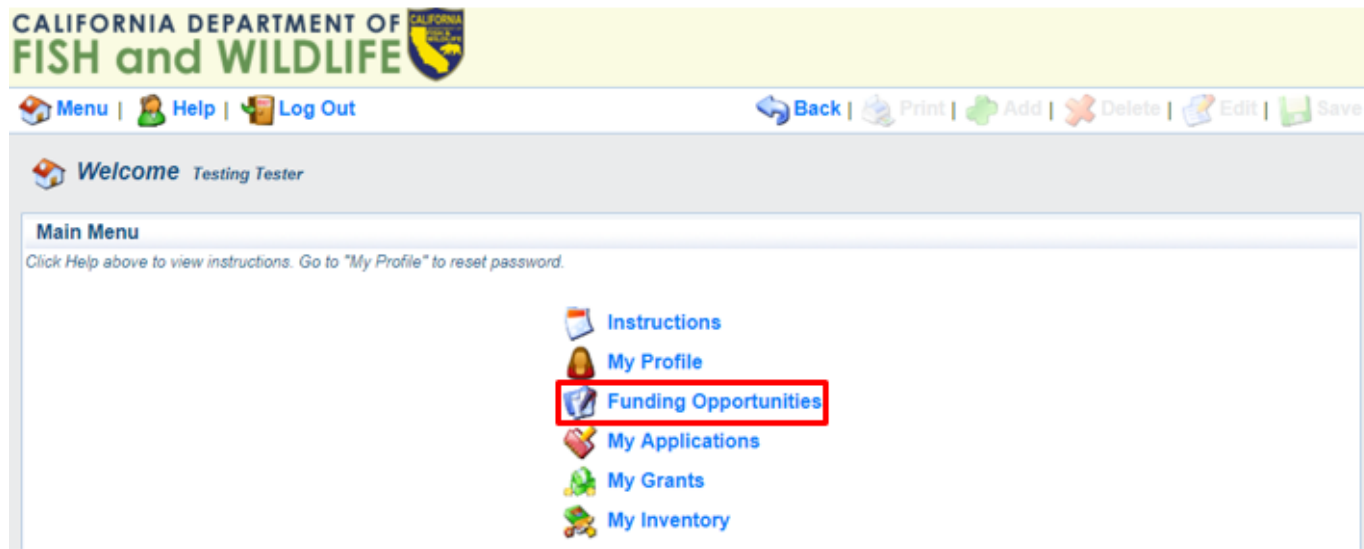 CALIFORNIA DEPARTMENT OF
FISH and WILDLIFE
CALIFORNIA
Menu | Help | Log Out
Back | Print | Add | Delete | Edit | Save
Welcome Testing Tester
Main Menu
Click Help above to view instructions. Go to "My Profile" to reset password.
Instructions
My Profile
Funding Opportunities
My Applications
My Grants
My Inventory